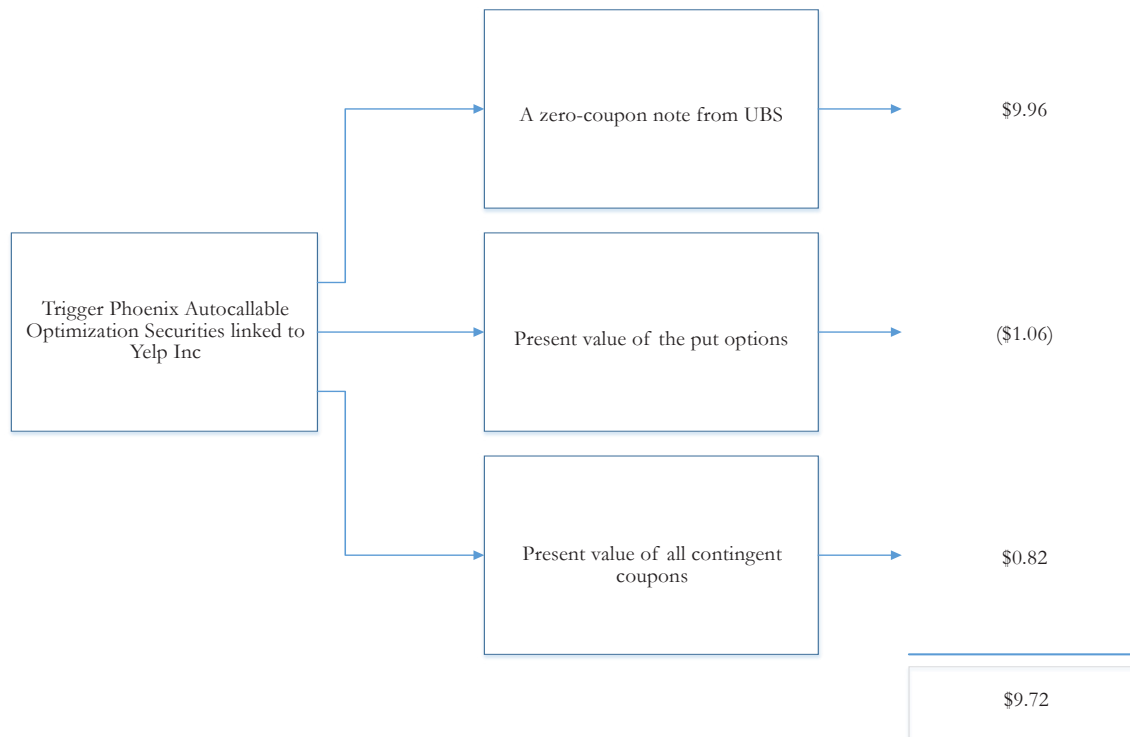 A zero-coupon note from UBS
$9.96
Trigger Phoenix Autocallable
Optimization Securities linked to
Yelp Inc
Present value of the put options
($1.06)
Present value of all contingent
coupons
$0.82
$9.72